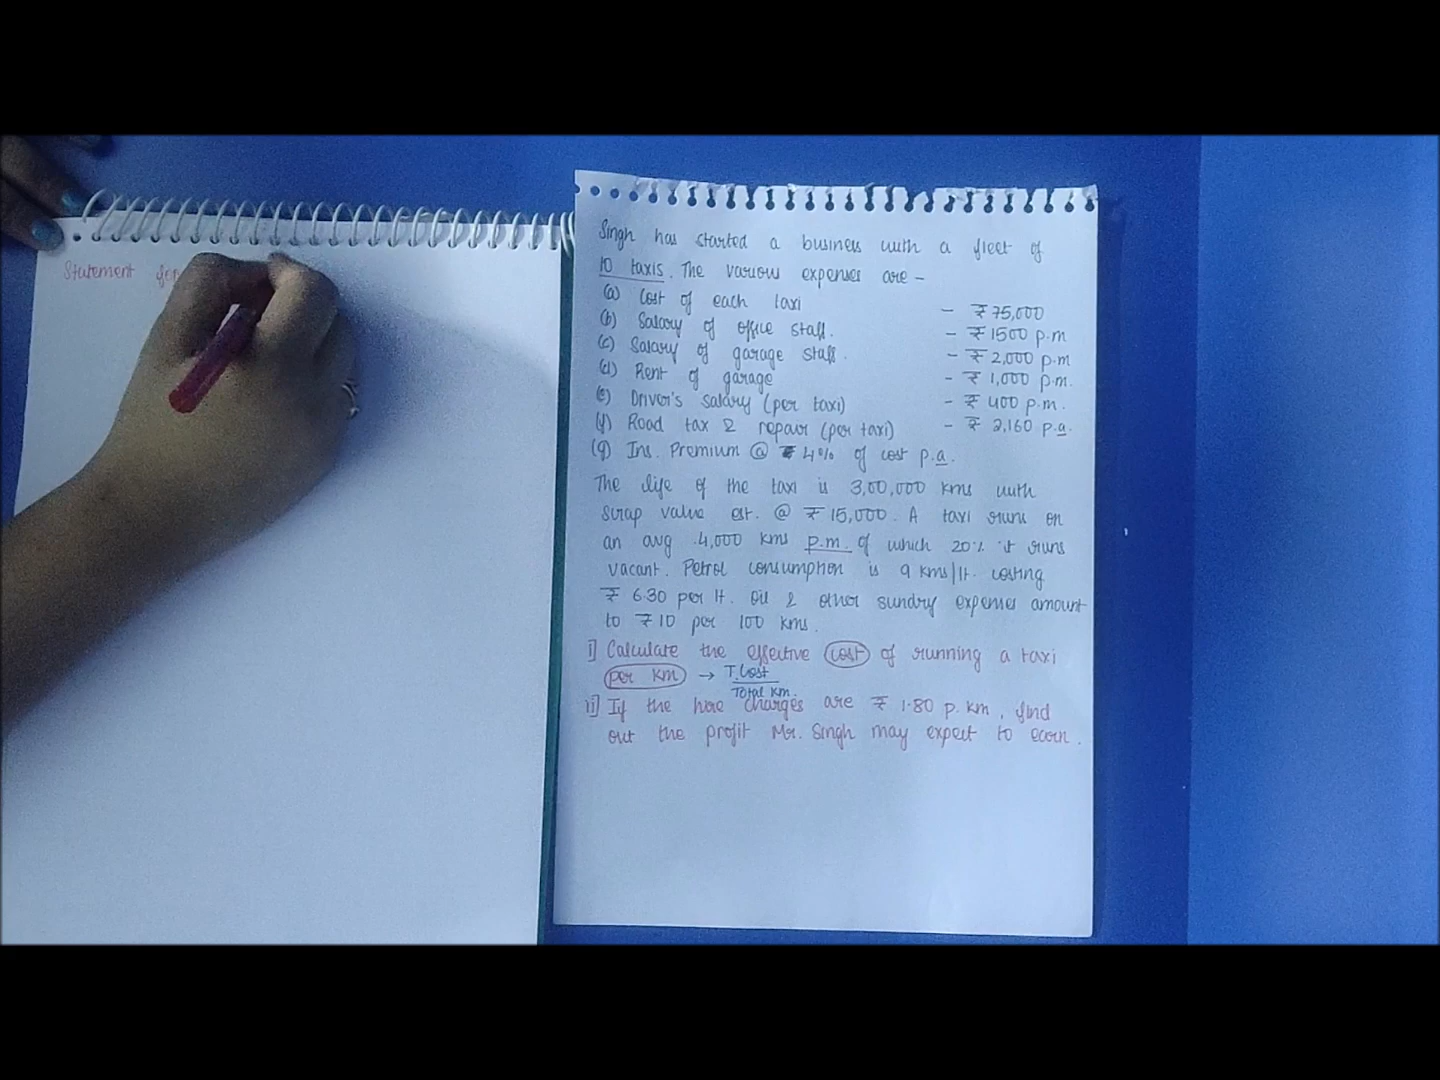 Statement for
Singh has started a business with a fleet of
10 taxis. The various expenses are –
(a) Cost of each taxi – ₹ 75,000
(b) Salary of office staff. – ₹ 1500 p.m
(c) Salary of garage staff. – ₹ 2,000 p.m
(d) Rent of garage – ₹ 1,000 p.m.
(e) Driver's salary (per taxi) – ₹ 400 p.m.
(f) Road tax & repair (per taxi) – ₹ 2,160 p.a.
(g) Ins. Premium @ 4% of cost p.a.
The life of the taxi is 3,00,000 kms with
scrap value est. @ ₹ 15,000. A taxi runs on
an avg 4,000 kms p.m. of which 20% it runs
vacant. Petrol consumption is 9 kms/lt. costing
₹ 6.30 per lt. Oil & other sundry expenses amount
to ₹ 10 per 100 kms.
i] Calculate the effective cost of running a taxi
per km → T.Cost
Total km.
ii] If the hire charges are ₹ 1.80 p. km, find
out the profit Mr. Singh may expect to earn.